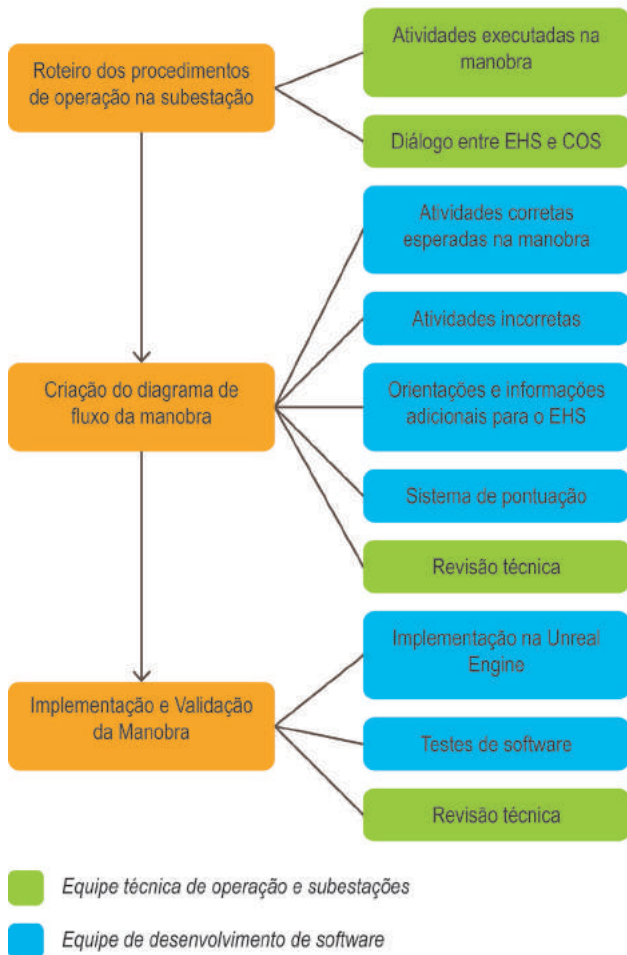 Roteiro dos procedimentos
de operação na subestação
Atividades executadas na
manobra
Diálogo entre EHS e COS
Criação do diagrama de
fluxo da manobra
Atividades corretas
esperadas na manobra
Atividades incorretas
Orientações e informações
adicionais para o EHS
Sistema de pontuação
Revisão técnica
Implementação e Validação
da Manobra
Implementação na Unreal
Engine
Testes de software
Revisão técnica
Equipe técnica de operação e subestações
Equipe de desenvolvimento de software